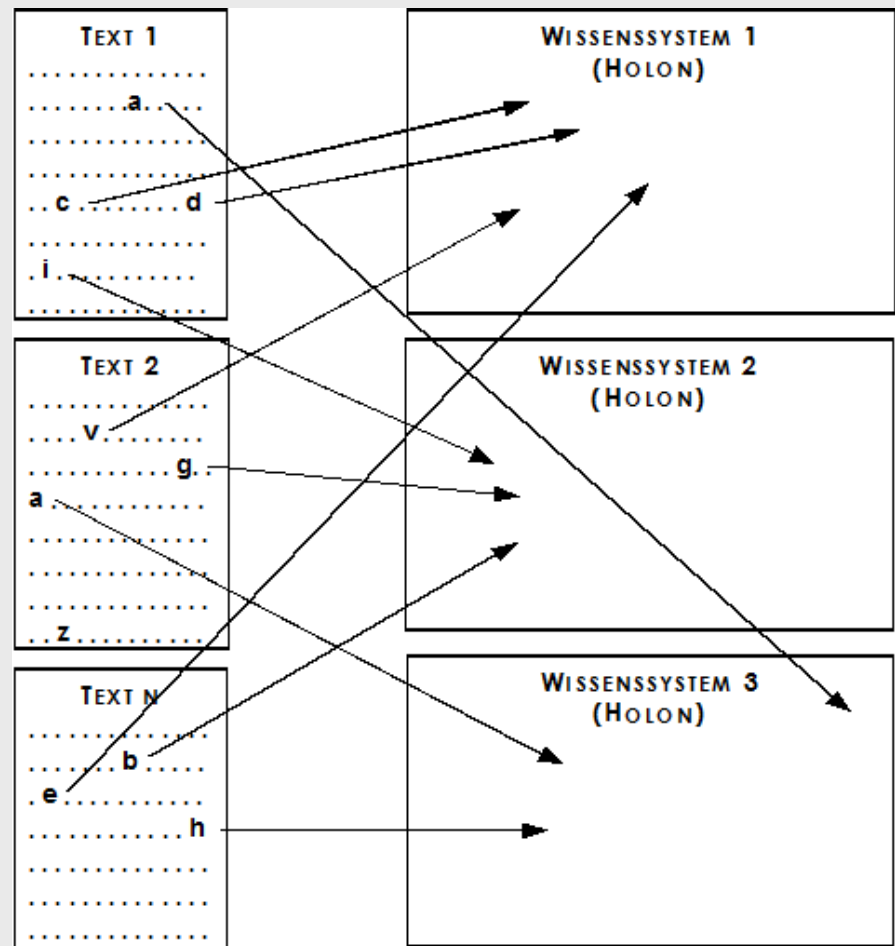 TEXT 1
. . . . . . . . . . . . . .
. . . . . . . . a . . . . .
. . . . . . . . . . . . . .
. . . . . . . . . . . . . .
. . c . . . . . . . . d
. . . . . . . . . . . . . .
. i . . . . . . . . . . . .
. . . . . . . . . . . . . .
TEXT 2
. . . . . . . . . . . . . .
. . . . v . . . . . . . .
. . . . . . . . . . . g . .
a . . . . . . . . . . . .
. . . . . . . . . . . . . .
. . . . . . . . . . . . . .
. . . . . . . . . . . . . .
. . z . . . . . . . . . .
TEXT N
. . . . . . . . . . . . . .
. . . . . . . b . . . . .
. e . . . . . . . . . . .
. . . . . . . . . . . . h
. . . . . . . . . . . . . .
. . . . . . . . . . . . . .
. . . . . . . . . . . . . .
WISSENSSYSTEM 1
(HOLON)
WISSENSSYSTEM 2
(HOLON)
WISSENSSYSTEM 3
(HOLON)